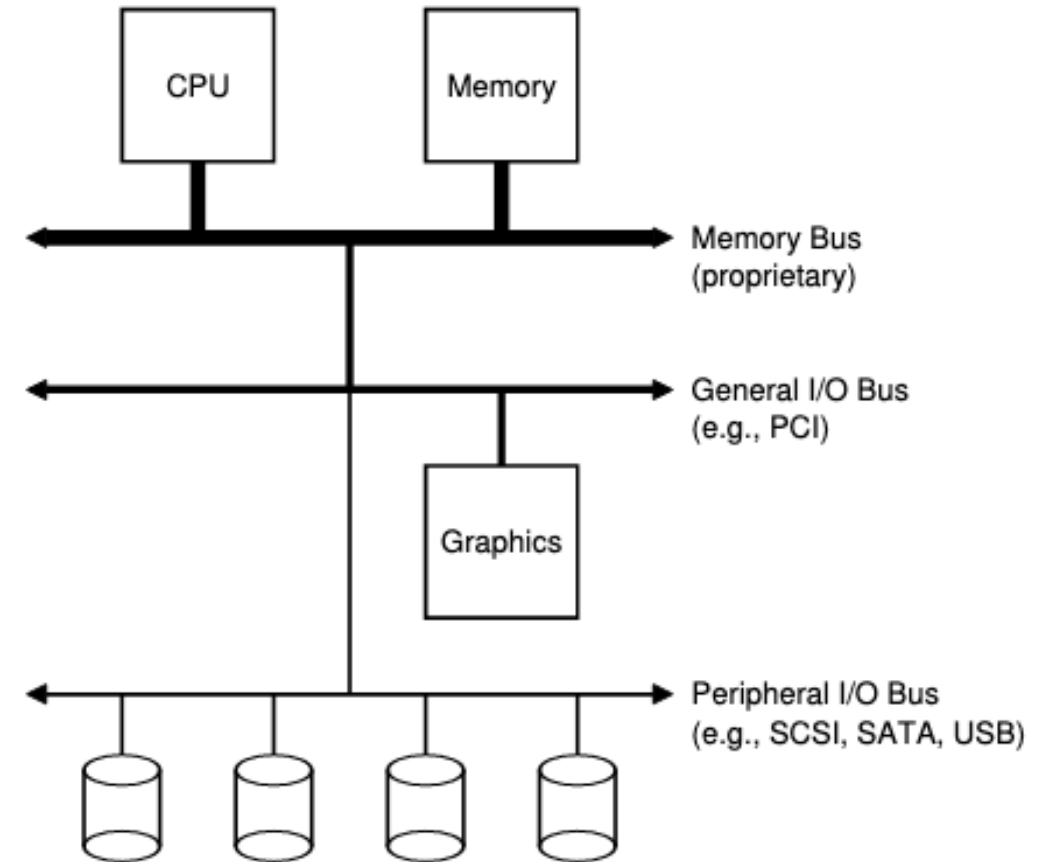 CPU
Memory
Memory Bus
(proprietary)
General I/O Bus
(e.g., PCI)
Graphics
Peripheral I/O Bus
(e.g., SCSI, SATA, USB)